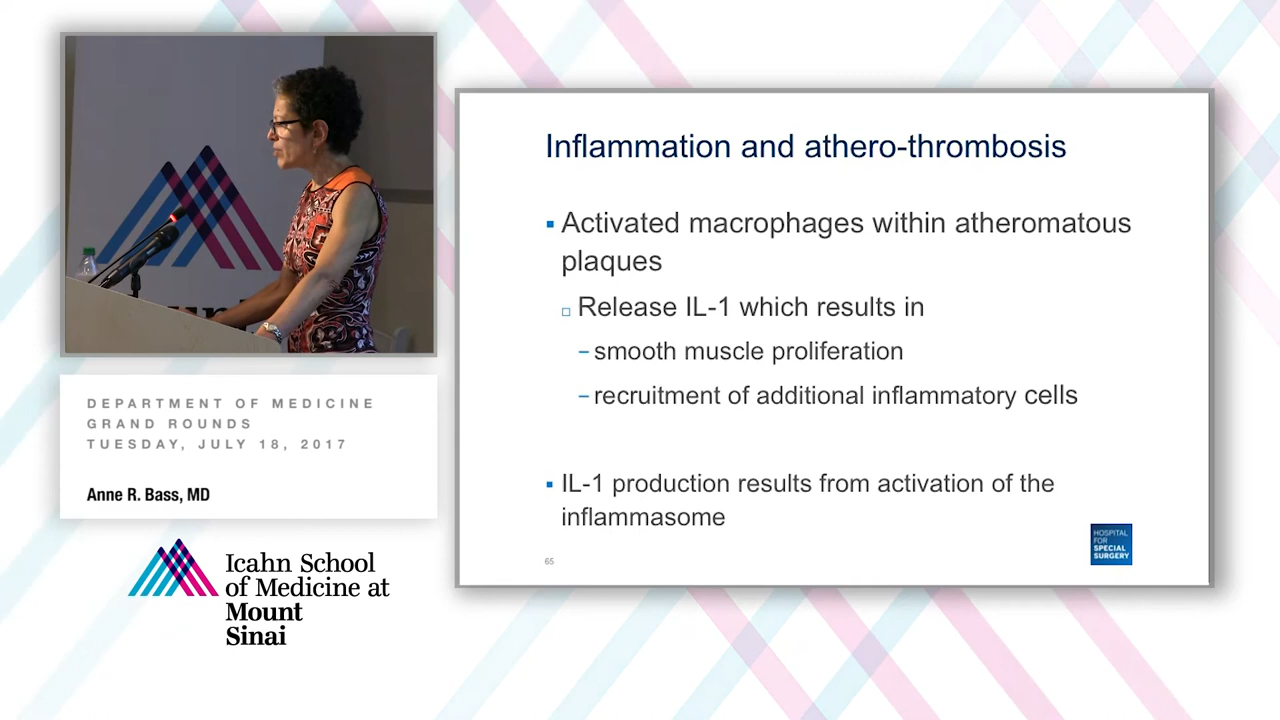 Inflammation and athero-thrombosis
Activated macrophages within atheromatous
plaques
Release IL-1 which results in
smooth muscle proliferation
recruitment of additional inflammatory cells
IL-1 production results from activation of the
inflammasome
65
HOSPITAL
FOR
SPECIAL
SURGERY
DEPARTMENT OF MEDICINE
GRAND ROUNDS
TUESDAY, JULY 18, 2017
Anne R. Bass, MD
Icahn School
of Medicine at
Mount
Sinai